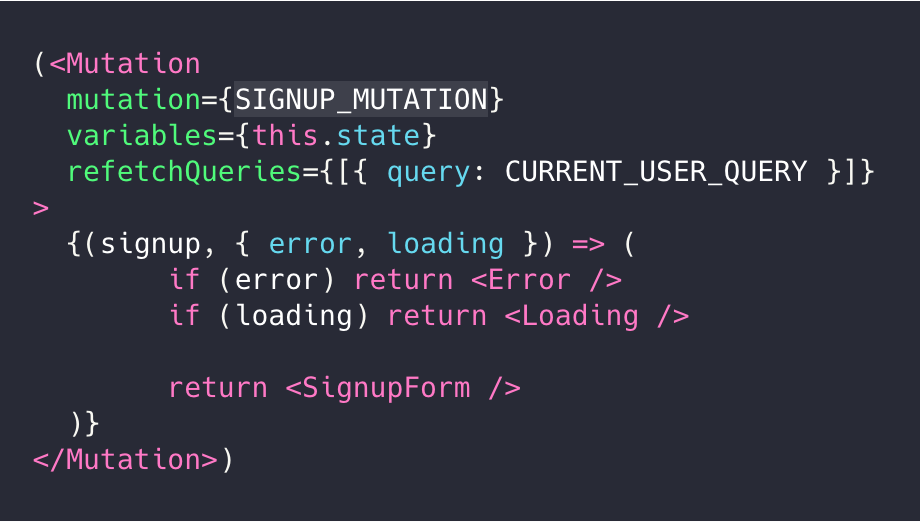 (<Mutation
  mutation={SIGNUP_MUTATION}
  variables={this.state}
  refetchQueries={[{ query: CURRENT_USER_QUERY }]}
>
  {(signup, { error, loading }) => (
        if (error) return <Error />
        if (loading) return <Loading />

        return <SignupForm />
  )}
</Mutation>)